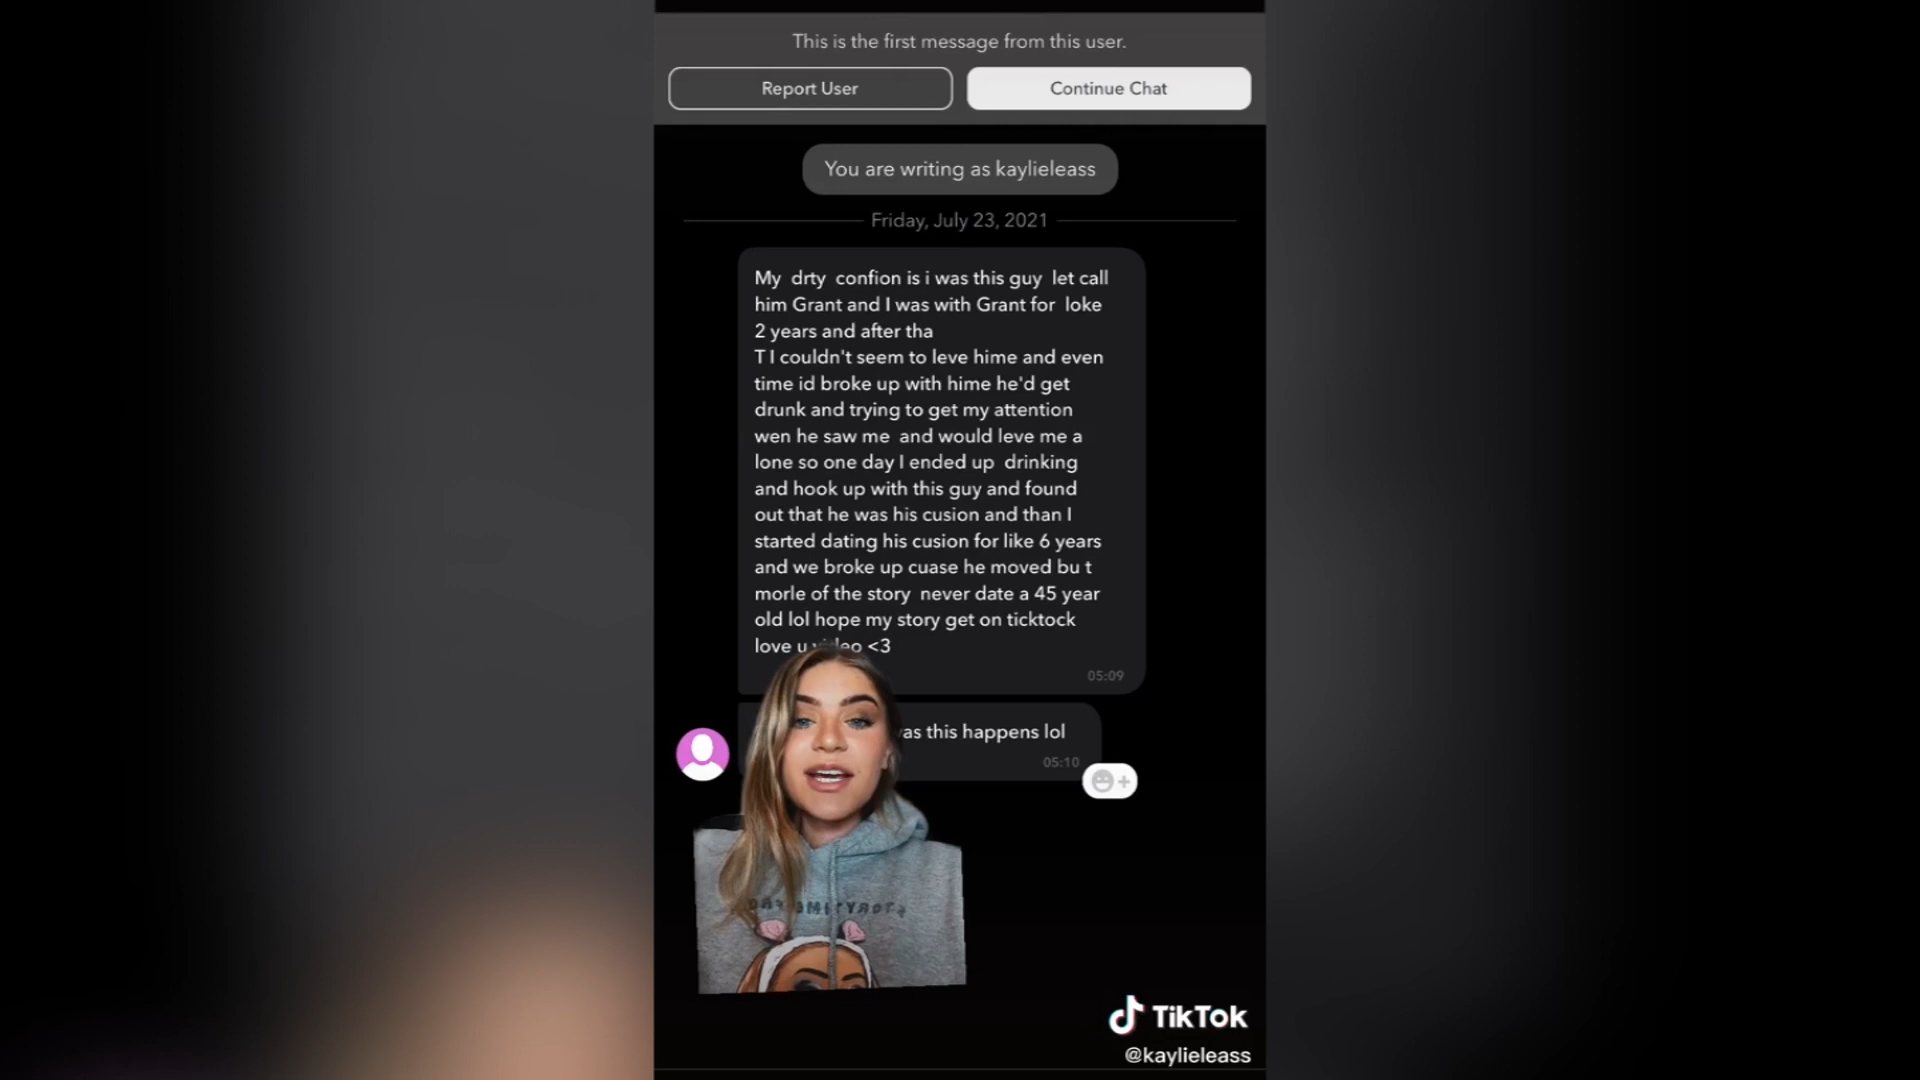 This is the first message from this user.
Report User
Continue Chat
You are writing as kaylieleass
Friday, July 23, 2021
My drty confion is i was this guy let call
him Grant and I was with Grant for loke
2 years and after tha
T I couldn't seem to leve hime and even
time id broke up with hime he'd get
drunk and trying to get my attention
wen he saw me and would leve me a
lone so one day I ended up drinking
and hook up with this guy and found
out that he was his cusion and than I
started dating his cusion for like 6 years
and we broke up cuase he moved bu t
morle of the story never date a 45 year
old lol hope my story get on ticktock
love u video <3
05:09
this happens lol
05:10
TikTok
@kaylieleass